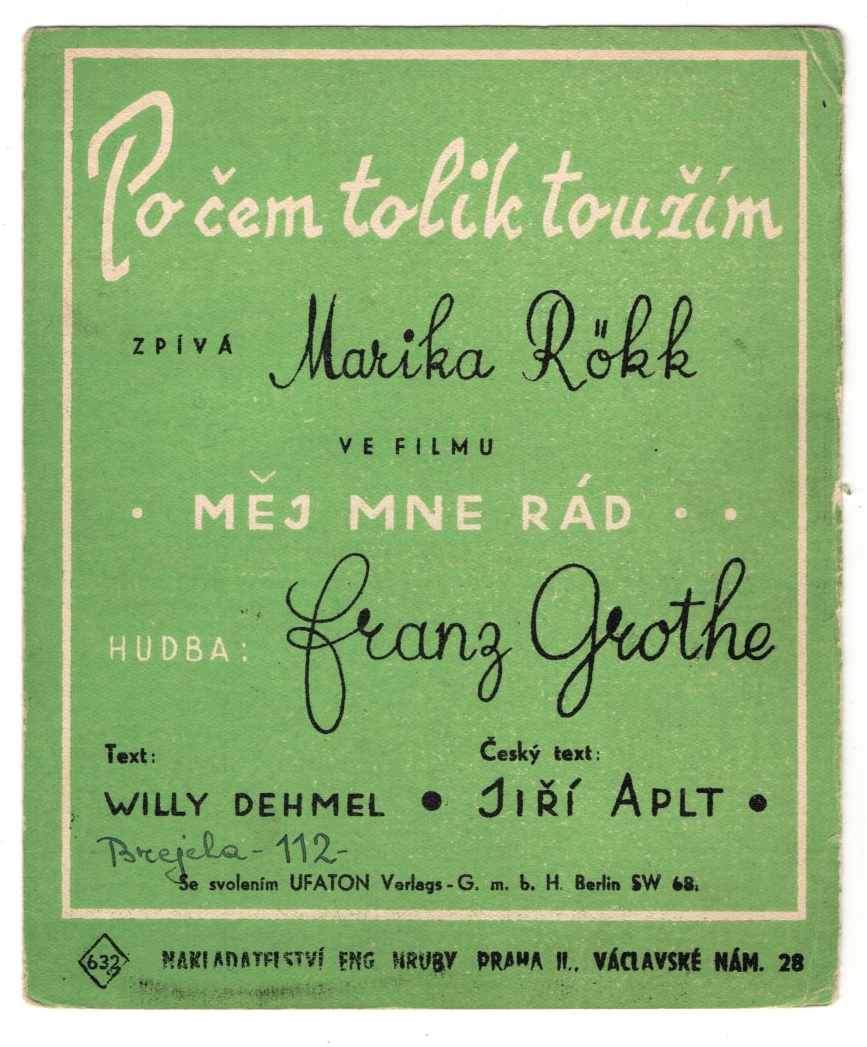 Po čem tolik toužím
ZPÍVÁ Marika Rökk
VE FILMU
• MĚJ MNE RÁD • •
HUDBA: Franz Grothe
Text: Český text:
WILLY DEHMEL • JIŘÍ APLT •
Brejcha - 112 -
Se svolením UFATON Verlags - G. m. b. H. Berlin SW 68.
632 NAKLADATELSTVÍ ENG HRUBY PRAHA II., VÁCLAVSKÉ NÁM. 28